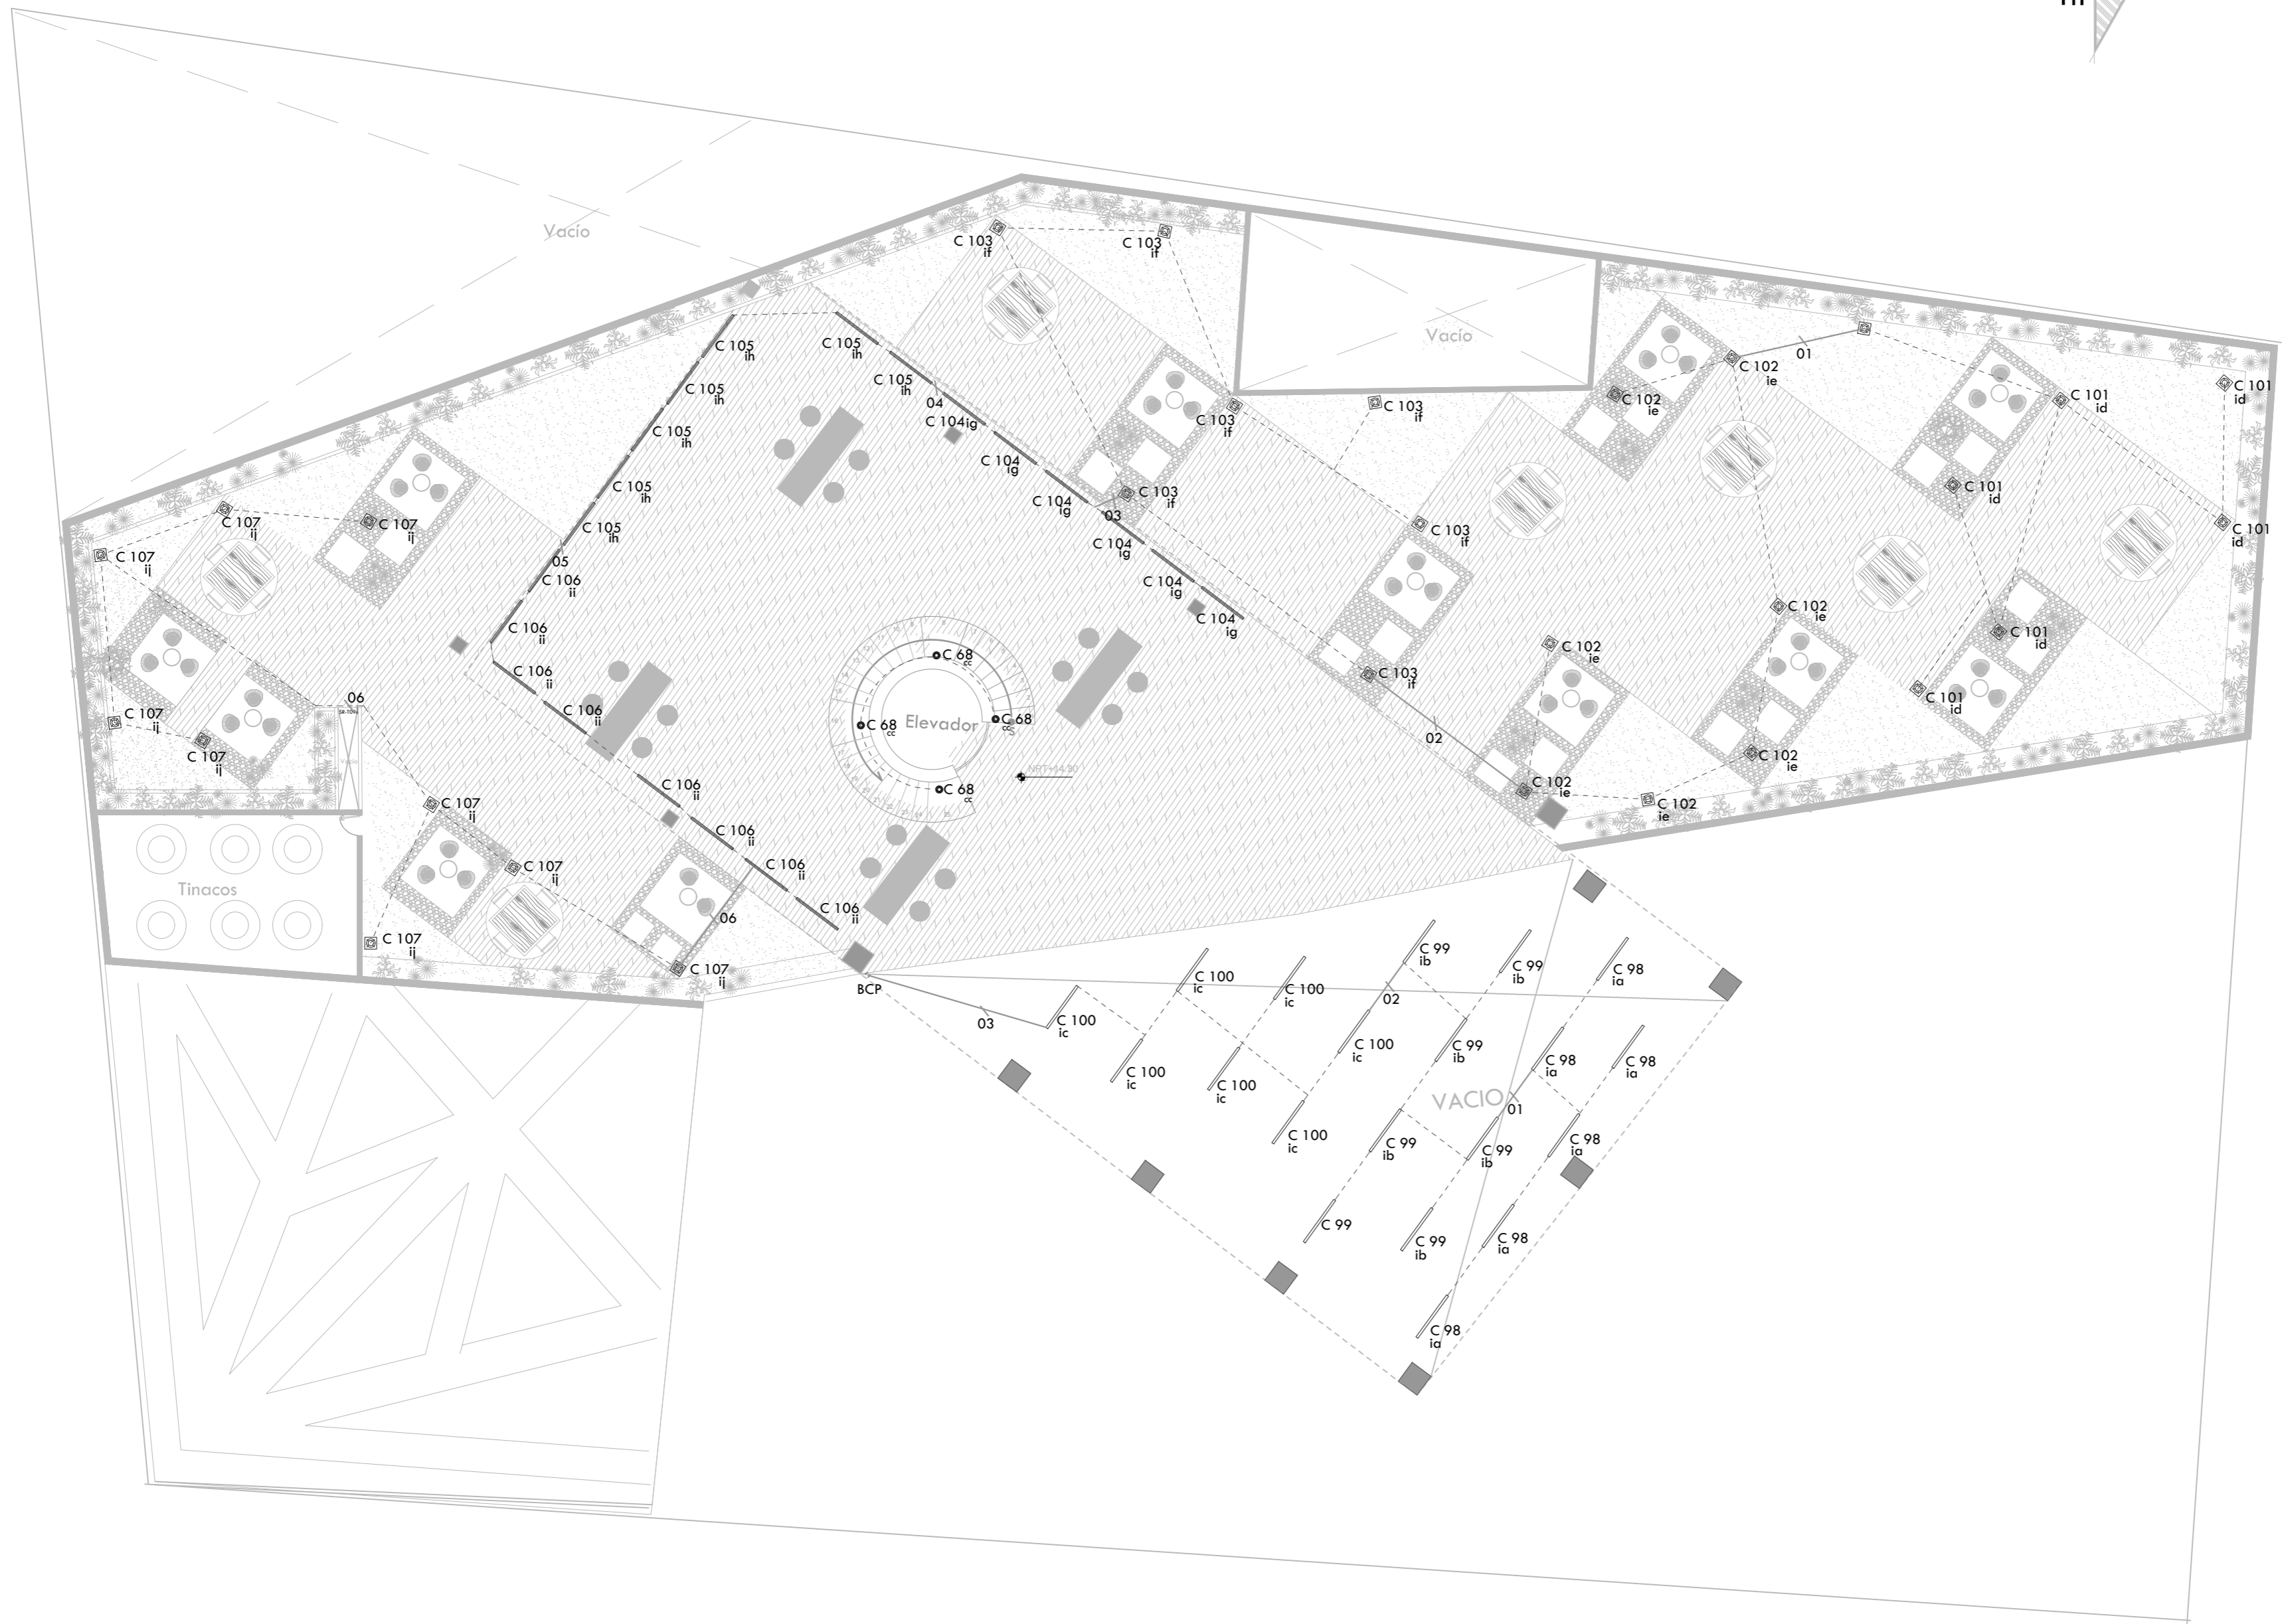 Vacío
C 103
if
C 103
if
Vacío
C 105
ih
C 105
ih
C 105
ih
C 105
ih
C 105
ih
C 105
ih
C 105
ih
04
C 104 ig
C 104
ig
C 104
ig
C 104
ig
C 104
ig
C 104
ig
C 103
if
C 103
if
C 103
if
03
C 103
if
C 103
if
01
C 102
ie
C 102
ie
C 101
id
C 101
id
C 101
id
C 101
id
C 101
id
C 101
id
C 102
ie
C 102
ie
C 102
ie
C 102
ie
C 102
ie
02
C 107
ij
C 107
ij
C 107
ij
C 107
ij
C 107
ij
06
05
C 106
ii
C 106
ii
C 106
ii
C 106
ii
C 106
ii
C 106
ii
C 106
ii
C 106
ii
C 68
cc
C 68
cc
C 68
cc
C 68
cc
Elevador
S
C 107
ij
C 107
ij
C 107
ij
C 107
ij
06
Tinacos
BCP
03
C 100
ic
C 100
ic
C 100
ic
C 100
ic
C 100
ic
C 100
ic
C 100
ic
02
C 99
ib
C 99
ib
C 99
ib
C 99
ib
C 99
ib
C 99
C 99
ib
C 98
ia
C 98
ia
C 98
ia
C 98
ia
C 98
ia
C 98
ia
VACIO
01